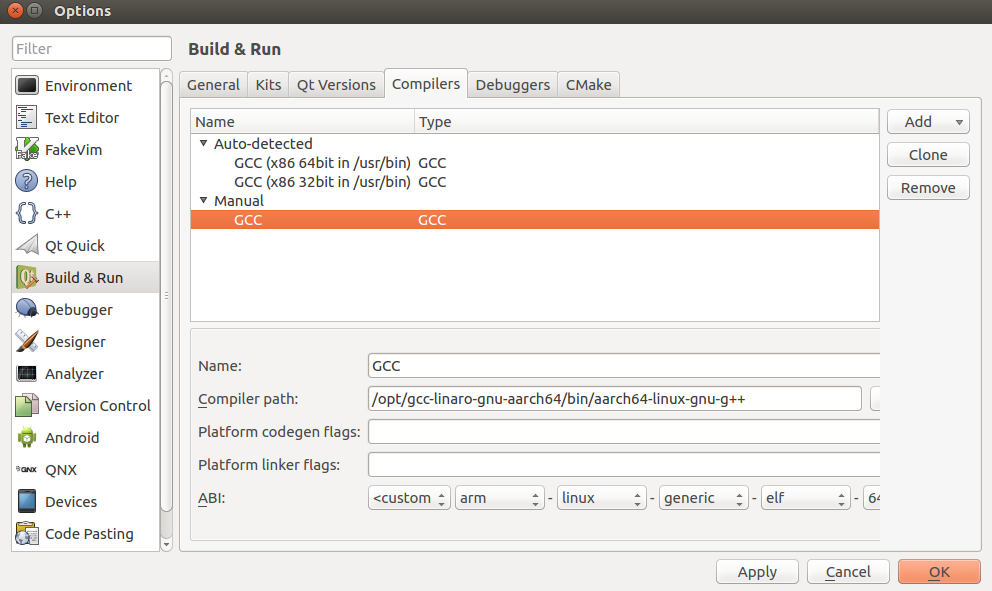 Options
Filter
Environment
Text Editor
FakeVim
Help
C++
Qt Quick
Build & Run
Debugger
Designer
Analyzer
Version Control
Android
QNX
Devices
Code Pasting
Build & Run
General Kits Qt Versions Compilers Debuggers CMake
Name Type
Auto-detected
GCC (x86 64bit in /usr/bin) GCC
GCC (x86 32bit in /usr/bin) GCC
Manual
GCC GCC
Add
Clone
Remove
Name: GCC
Compiler path: /opt/gcc-linaro-gnu-aarch64/bin/aarch64-linux-gnu-g++
Platform codegen flags:
Platform linker flags:
ABI: <custom arm - linux - generic - elf - 64
Apply Cancel OK